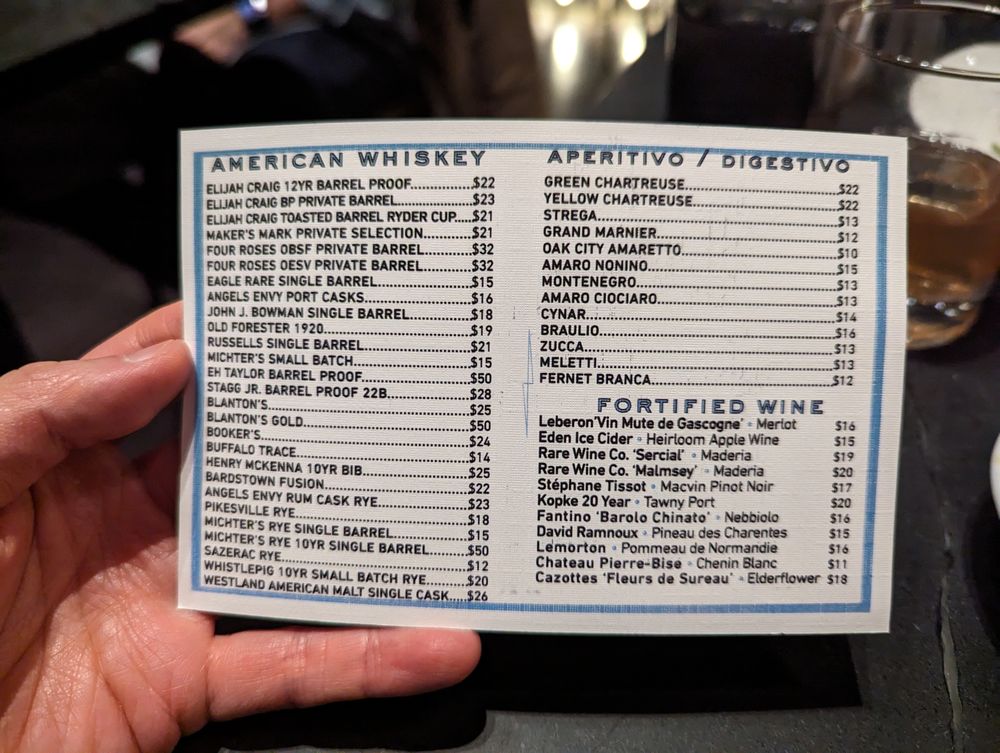 AMERICAN WHISKEY
ELIJAH CRAIG 12YR BARREL PROOF..............$22
ELIJAH CRAIG BP PRIVATE BARREL.................$23
ELIJAH CRAIG TOASTED BARREL RYDER CUP....$21
MAKER'S MARK PRIVATE SELECTION............$21
FOUR ROSES OBSF PRIVATE BARREL............$32
FOUR ROSES OESV PRIVATE BARREL............$32
EAGLE RARE SINGLE BARREL......................$15
ANGELS ENVY PORT CASKS.........................$16
JOHN J. BOWMAN SINGLE BARREL...............$18
OLD FORESTER 1920.................................$19
RUSSELLS SINGLE BARREL.........................$21
MICHTER'S SMALL BATCH..........................$15
EH TAYLOR BARREL PROOF........................$50
STAGG JR. BARREL PROOF 22B...................$28
BLANTON'S.............................................$25
BLANTON'S GOLD.....................................$50
BOOKER'S..............................................$24
BUFFALO TRACE......................................$14
HENRY MCKENNA 10YR BIB........................$25
BARDSTOWN FUSION................................$22
ANGELS ENVY RUM CASK RYE....................$23
PIKESVILLE RYE......................................$18
MICHTER'S RYE SINGLE BARREL..................$15
MICHTER'S RYE 10YR SINGLE BARREL...........$50
SAZERAC RYE.........................................$12
WHISTLEPIG 10YR SMALL BATCH RYE..........$20
WESTLAND AMERICAN MALT SINGLE CASK.....$26
APERITIVO / DIGESTIVO
GREEN CHARTREUSE.................................$22
YELLOW CHARTREUSE...............................$22
STREGA.................................................$13
GRAND MARNIER.....................................$12
OAK CITY AMARETTO................................$10
AMARO NONINO.......................................$15
MONTENEGRO.........................................$13
AMARO CIOCIARO.....................................$13
CYNAR..................................................$14
BRAULIO................................................$16
ZUCCA..................................................$13
MELETTI................................................$13
FERNET BRANCA......................................$12
FORTIFIED WINE
Leberon 'Vin Mute de Gascogne' • Merlot $16
Eden Ice Cider • Heirloom Apple Wine $15
Rare Wine Co. 'Sercial' • Maderia $19
Rare Wine Co. 'Malmsey' • Maderia $20
Stéphane Tissot • Macvin Pinot Noir $17
Kopke 20 Year • Tawny Port $20
Fantino 'Barolo Chinato' • Nebbiolo $16
David Ramnoux • Pineau des Charentes $15
Lemorton • Pommeau de Normandie $16
Chateau Pierre-Bise • Chenin Blanc $11
Cazottes 'Fleurs de Sureau' • Elderflower $18